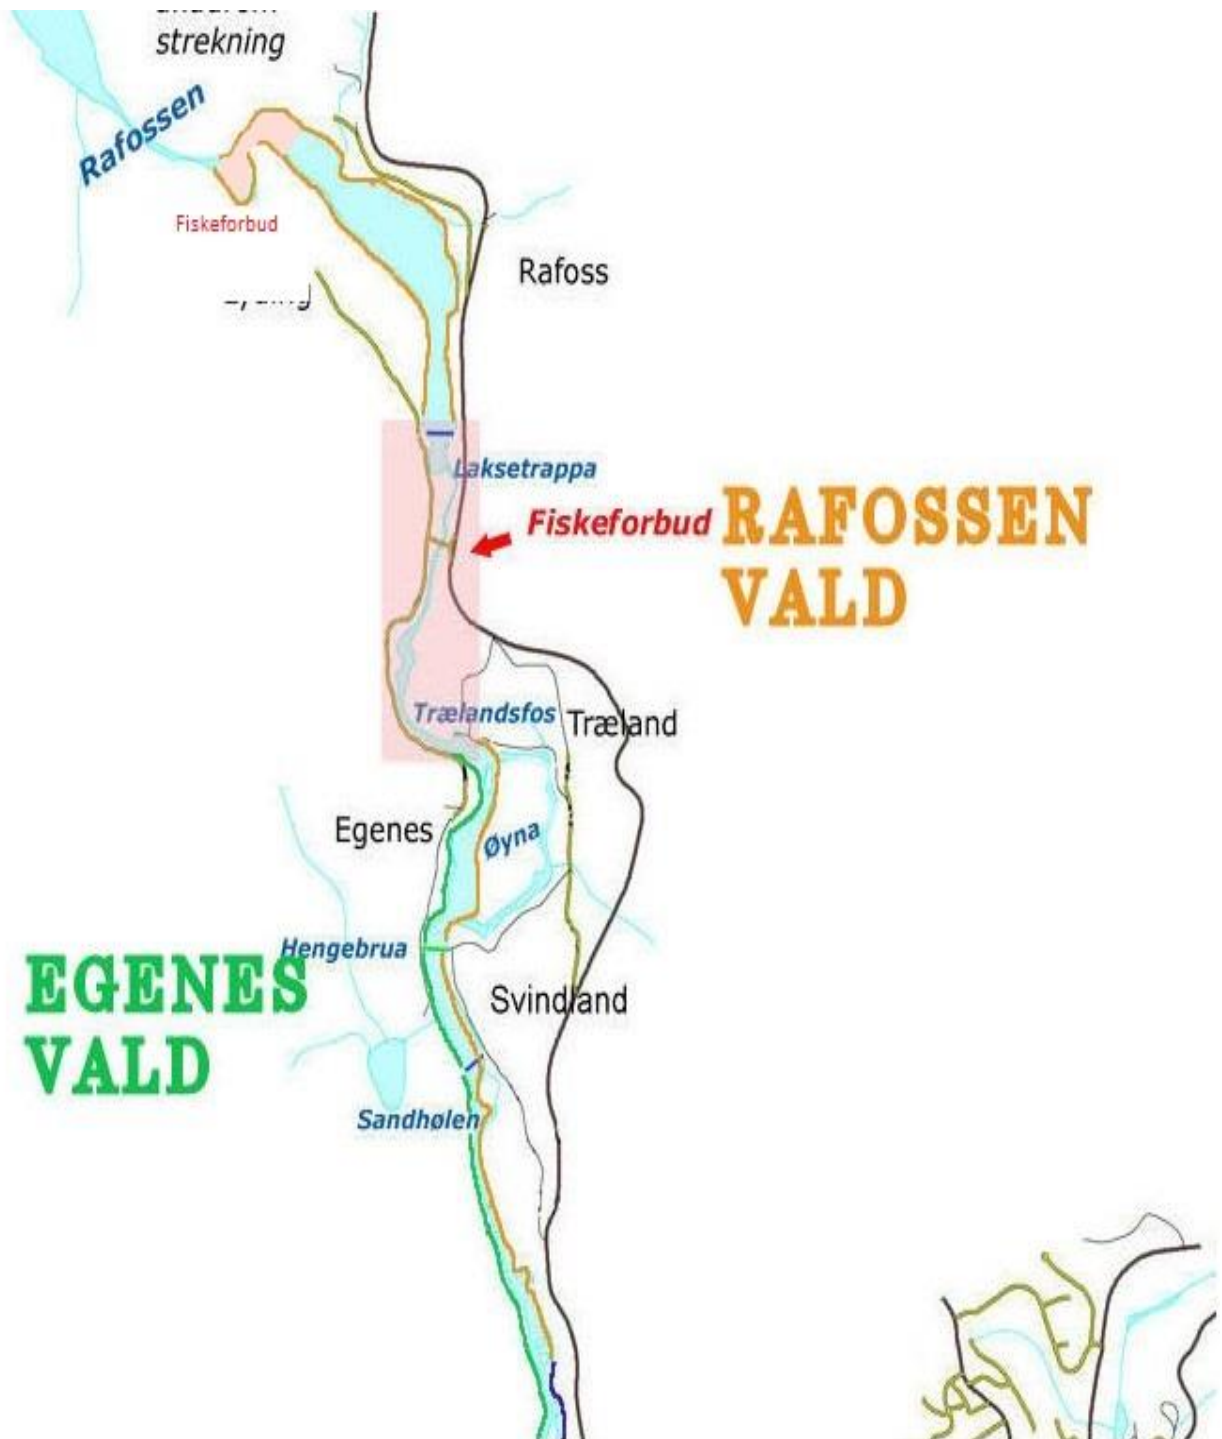 strekning
Rafossen
Fiskeforbud
Rafoss
Laksetrappa
Fiskeforbud
RAFOSSEN
VALD
Trælandsfos
Træland
Egenes
Øyna
Hengebrua
EGENES
VALD
Svindland
Sandhølen